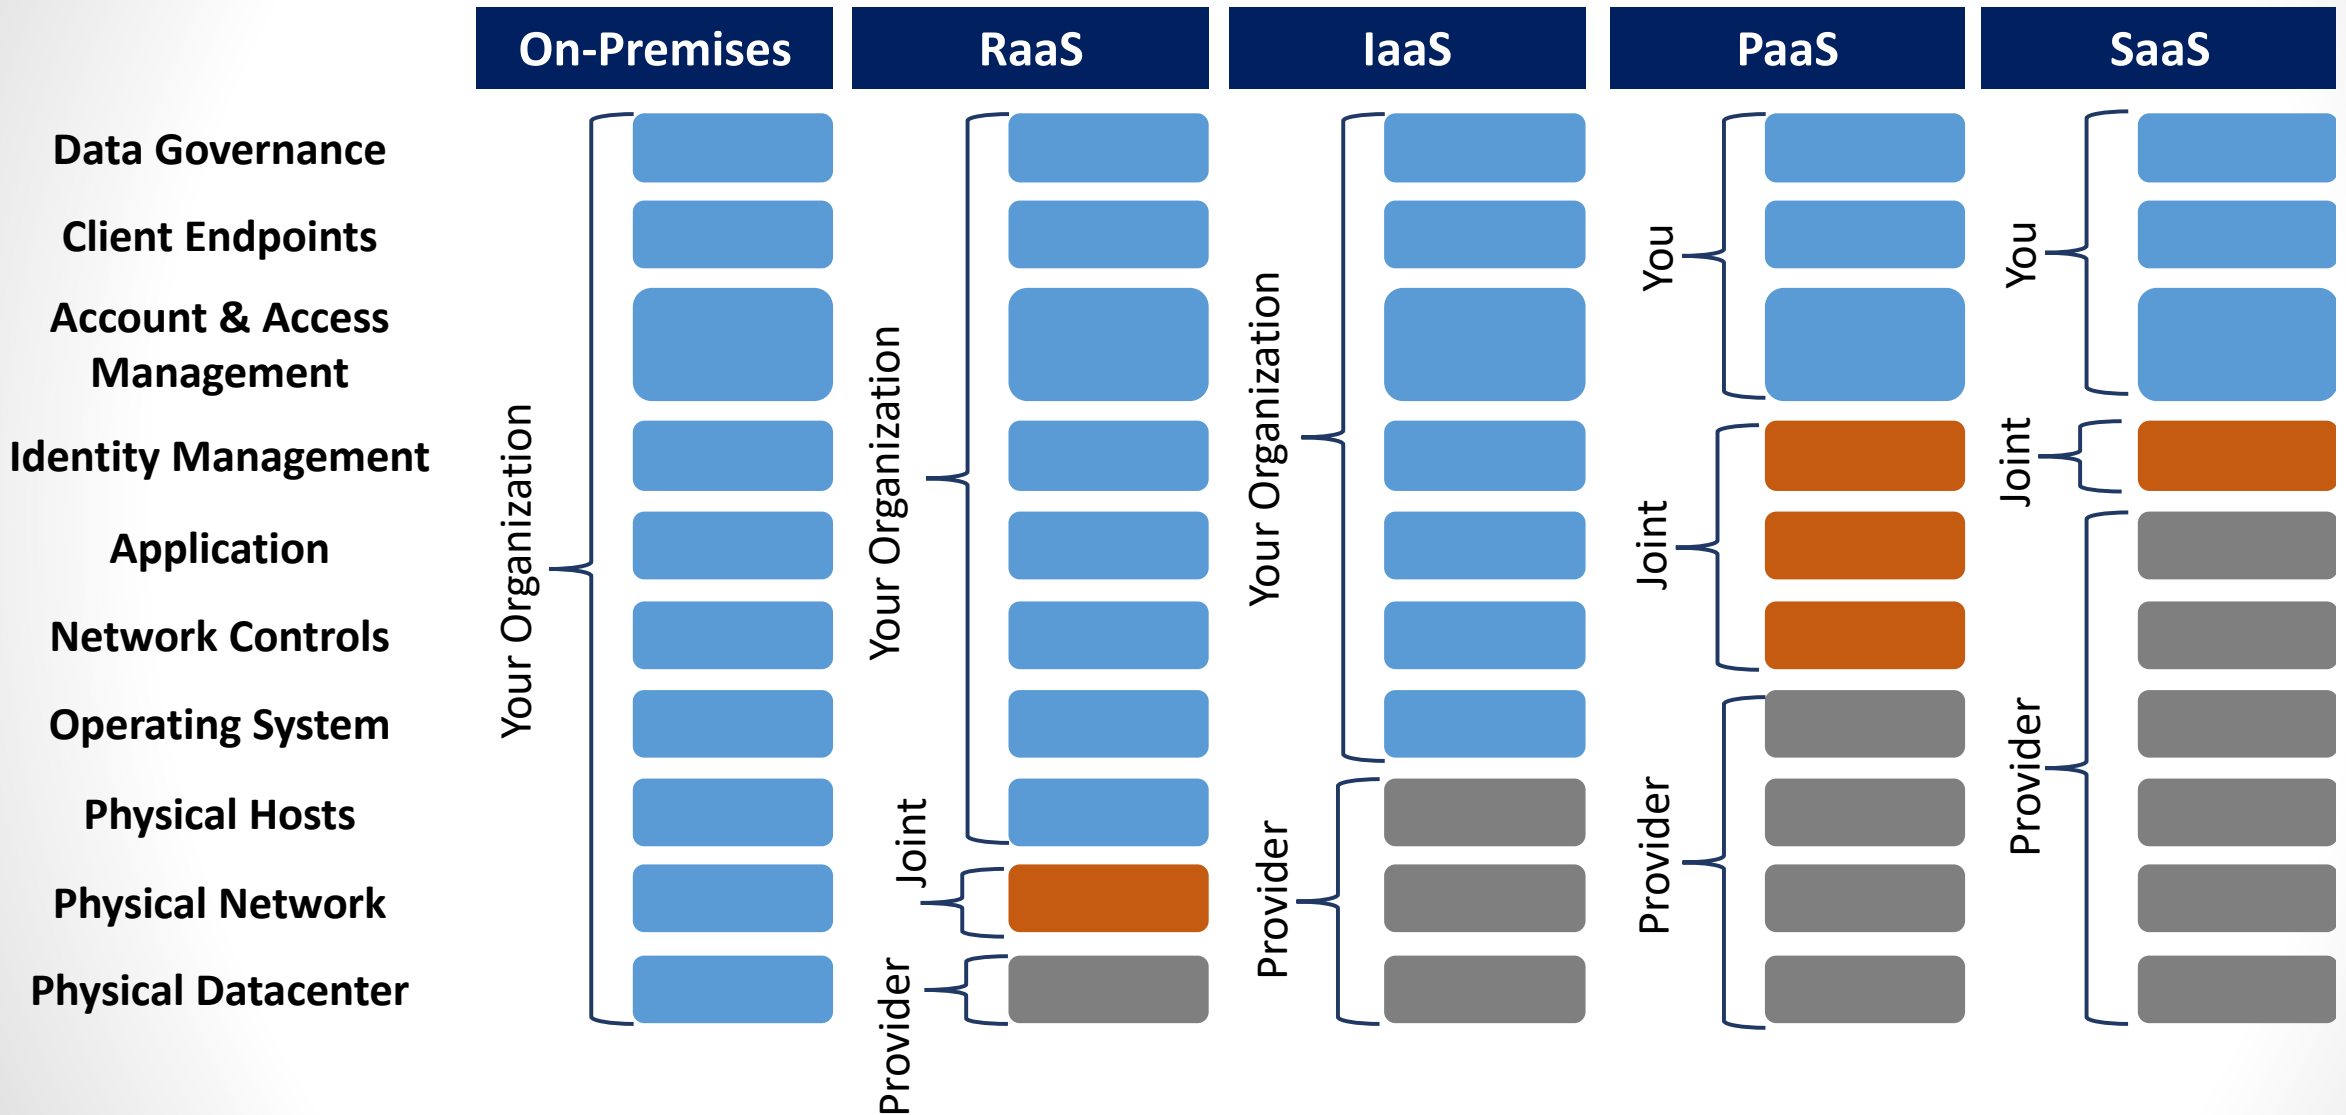 On-Premises
RaaS
IaaS
PaaS
SaaS
Data Governance
Client Endpoints
Account & Access
Management
Identity Management
Application
Network Controls
Operating System
Physical Hosts
Physical Network
Physical Datacenter
Your Organization
Your Organization
Joint
Provider
Your Organization
Provider
You
Joint
Provider
You
Joint
Provider